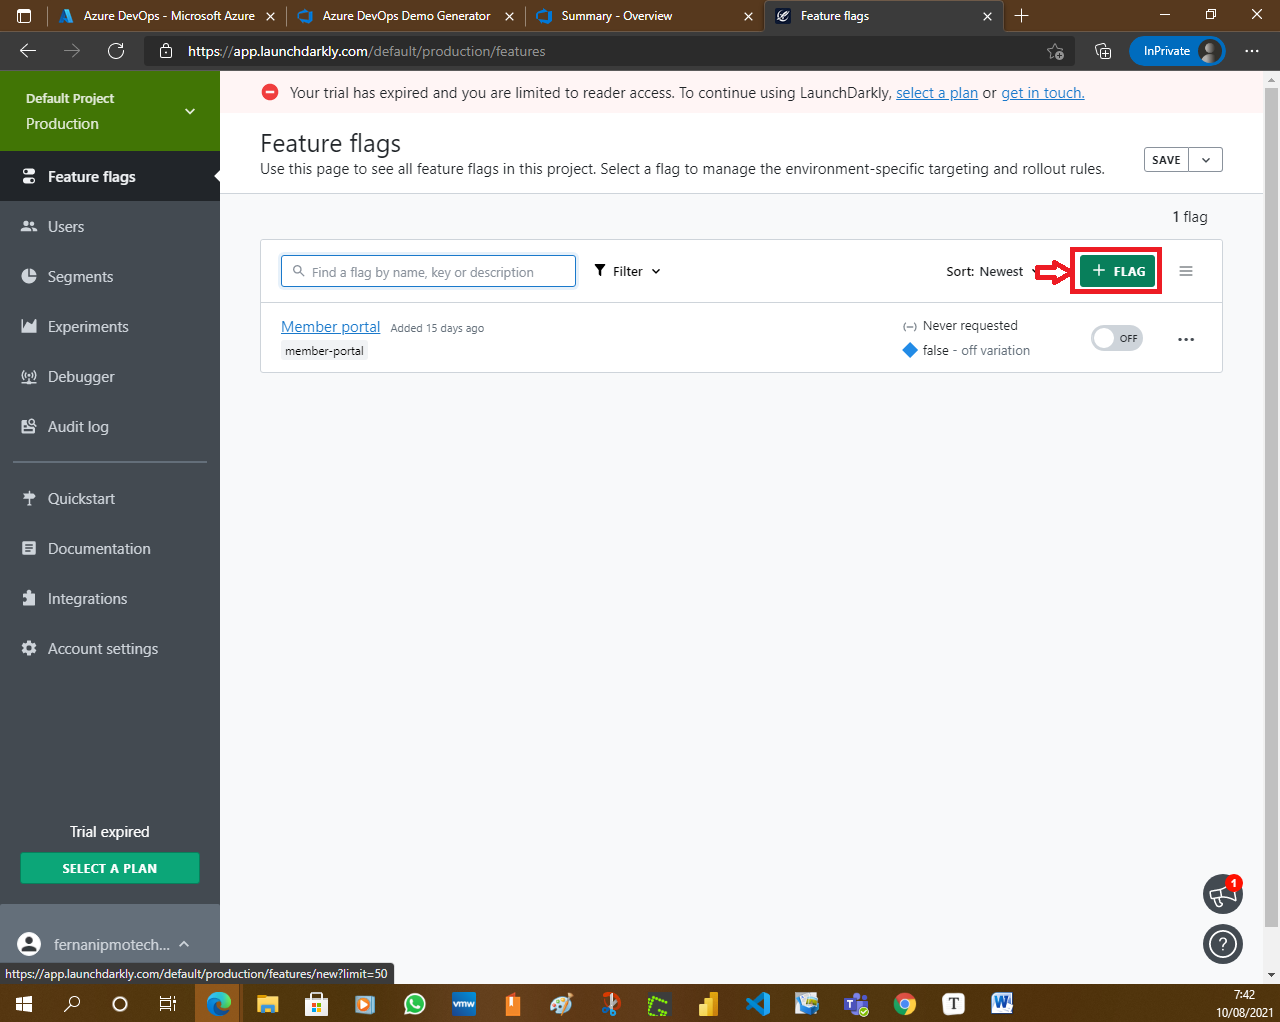 Azure DevOps - Microsoft Azure
Azure DevOps Demo Generator
Summary - Overview
Feature flags
https://app.launchdarkly.com/default/production/features
InPrivate
Default Project
Production
Your trial has expired and you are limited to reader access. To continue using LaunchDarkly, select a plan or get in touch.
Feature flags
Feature flags
Use this page to see all feature flags in this project. Select a flag to manage the environment-specific targeting and rollout rules.
SAVE
Users
Segments
Experiments
Debugger
Audit log
Quickstart
Documentation
Integrations
Account settings
1 flag
Find a flag by name, key or description
Filter
Sort: Newest
+ FLAG
Member portal Added 15 days ago
member-portal
(–) Never requested
false - off variation
OFF
Trial expired
SELECT A PLAN
fernanipmotech...
1
?
https://app.launchdarkly.com/default/production/features/new?limit=50
vmw
T
W
7:42
10/08/2021